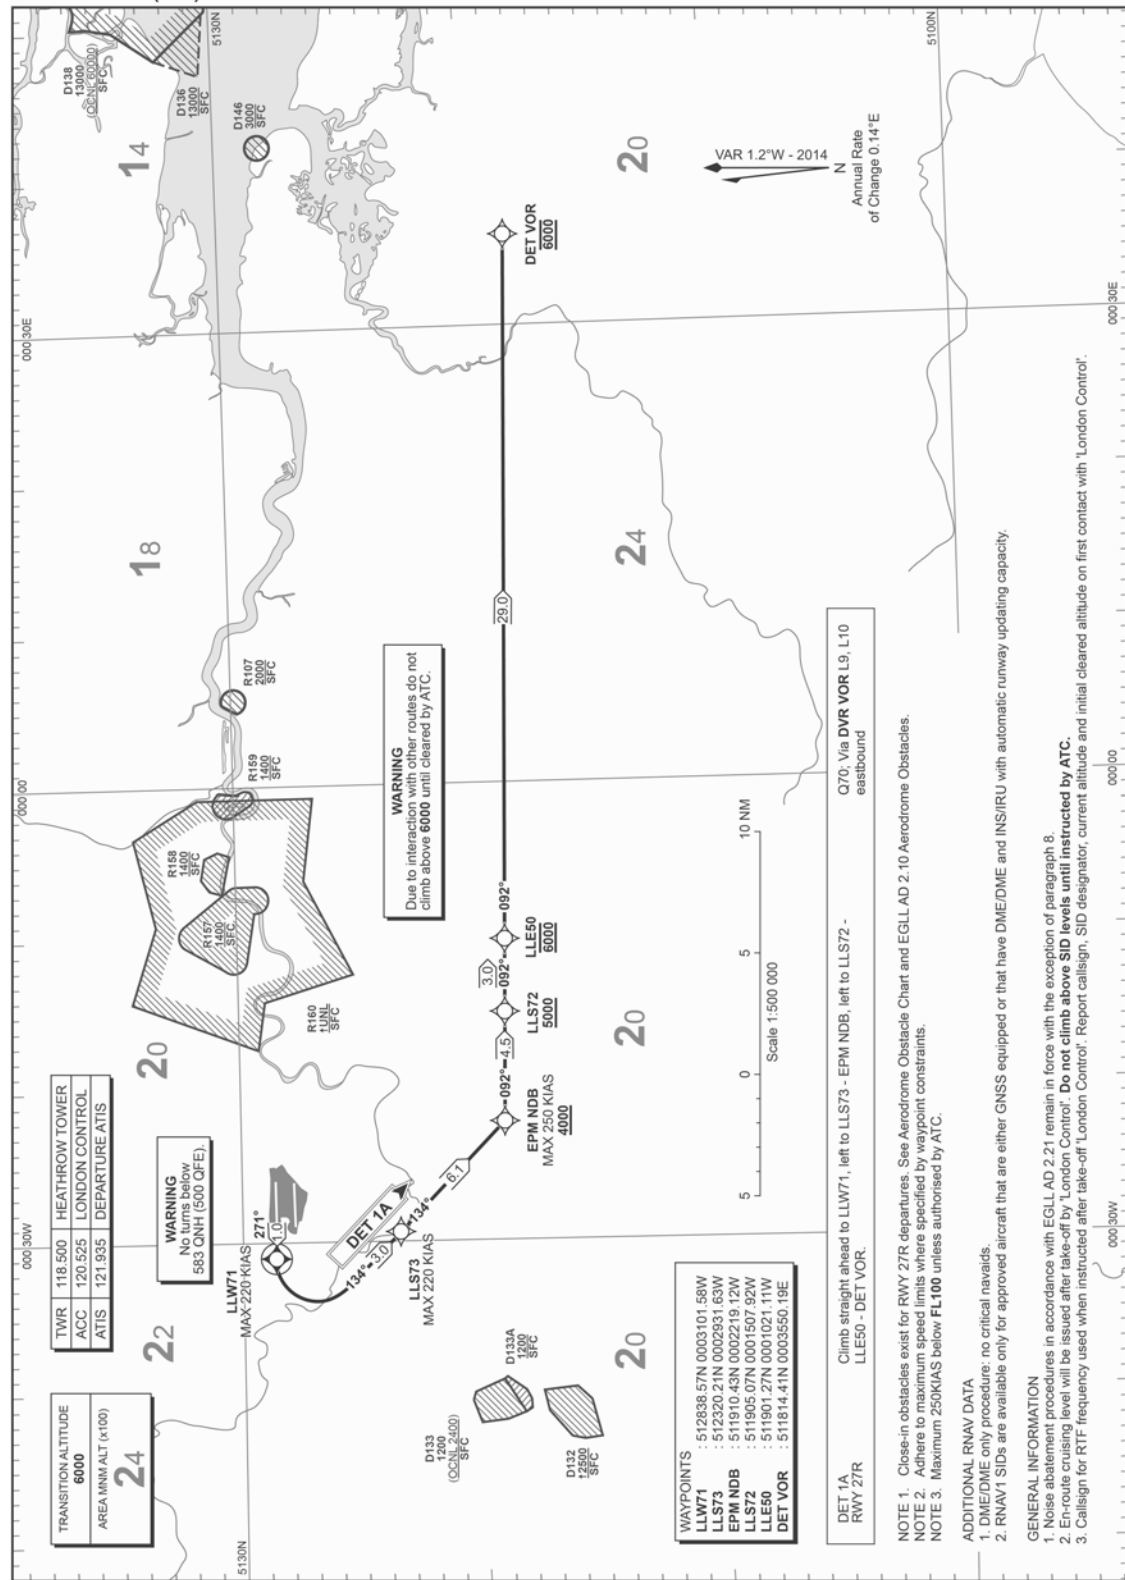 TRANSITION ALTITUDE
6000
AREA MNM ALT (x100)
24
TWR 118.500 HEATHROW TOWER
ACC 120.525 LONDON CONTROL
ATIS 121.935 DEPARTURE ATIS
WARNING
No turns below
583 QNH (500 QFE).
22
20
18
14
5130N
5130N
000 30W
000 00
000 30E
D138
13000
(OCNL 60000)
SFC
D136
13000
SFC
D146
3000
SFC
R107
2000
SFC
R159
1400
SFC
R158
1400
SFC
R157
1400
SFC
R160
†UNL
SFC
WARNING
Due to interaction with other routes do not
climb above 6000 until cleared by ATC.
LLW71
MAX 220 KIAS
271°
1.0
DET 1A
134°
3.0
134°
LLS73
MAX 220 KIAS
6.1
EPM NDB
MAX 250 KIAS
4000
092°
4.5
LLS72
5000
092°
3.0
LLE50
6000
092°
29.0
DET VOR
6000
D133
1200
(OCNL 2400)
SFC
D133A
1200
SFC
D132
†2500
SFC
20
20
24
20
VAR 1.2°W - 2014
N
Annual Rate
of Change 0.14°E
5100N
WAYPOINTS
LLW71 : 512838.57N 0003101.58W
LLS73 : 512320.21N 0002931.63W
EPM NDB : 511910.43N 0002219.12W
LLS72 : 511905.07N 0001507.92W
LLE50 : 511901.27N 0001021.11W
DET VOR : 511814.41N 0003550.19E
5 0 5 10 NM
Scale 1:500 000
DET 1A Climb straight ahead to LLW71, left to LLS73 - EPM NDB, left to LLS72 - Q70; Via DVR VOR L9, L10
RWY 27R LLE50 - DET VOR. eastbound
NOTE 1. Close-in obstacles exist for RWY 27R departures. See Aerodrome Obstacle Chart and EGLL AD 2.10 Aerodrome Obstacles.
NOTE 2. Adhere to maximum speed limits where specified by waypoint constraints.
NOTE 3. Maximum 250KIAS below FL100 unless authorised by ATC.
ADDITIONAL RNAV DATA
1. DME/DME only procedure: no critical navaids.
2. RNAV1 SIDs are available only for approved aircraft that are either GNSS equipped or that have DME/DME and INS/IRU with automatic runway updating capacity.
GENERAL INFORMATION
1. Noise abatement procedures in accordance with EGLL AD 2.21 remain in force with the exception of paragraph 8.
2. En-route cruising level will be issued after take-off by 'London Control'. Do not climb above SID levels until instructed by ATC.
3. Callsign for RTF frequency used when instructed after take-off 'London Control'. Report callsign, SID designator, current altitude and initial cleared altitude on first contact with 'London Control'.
000 30W
000 00
000 30E